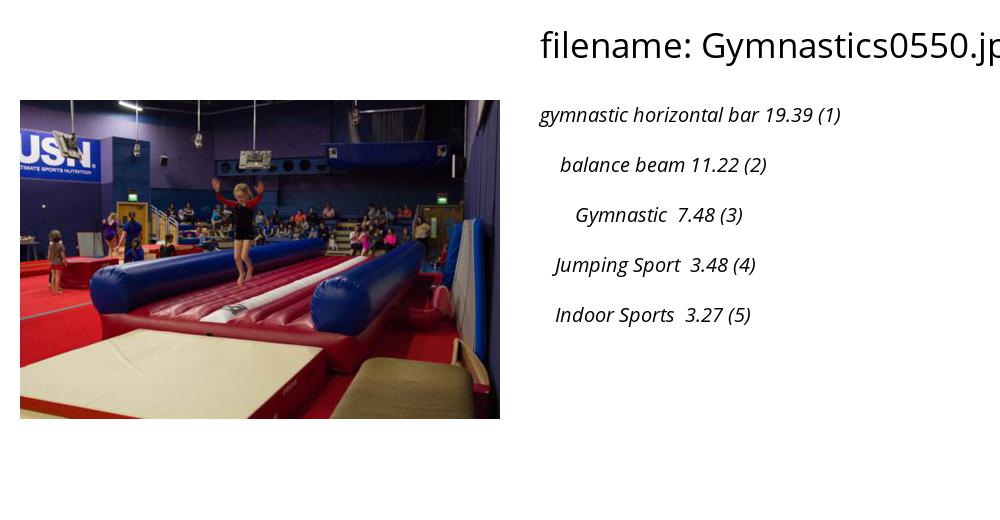 filename: Gymnastics0550.jp
gymnastic horizontal bar 19.39 (1)
USN
TIMATE SPORTS NUTRITION
balance beam 11.22 (2)
Gymnastic 7.48 (3)
Jumping Sport 3.48 (4)
Indoor Sports 3.27 (5)